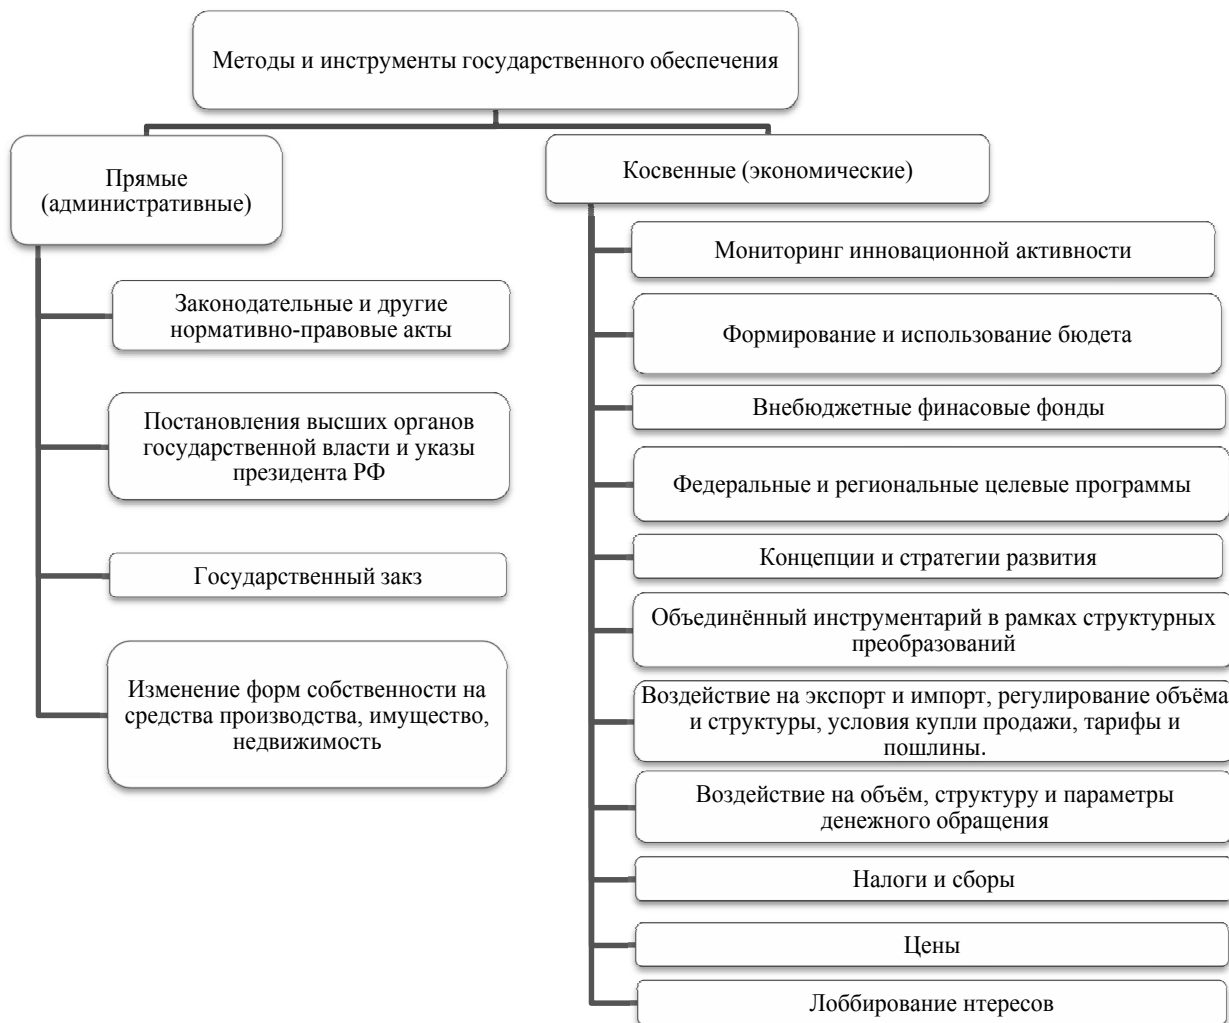 Методы и инструменты государственного обеспечения
Прямые
(административные)
Законодательные и другие
нормативно-правовые акты
Постановления высших органов
государственной власти и указы
президента РФ
Государственный закз
Изменение форм собственности на
средства производства, имущество,
недвижимость
Косвенные (экономические)
Мониторинг инновационной активности
Формирование и использование бюдета
Внебюджетные финасовые фонды
Федеральные и региональные целевые программы
Концепции и стратегии развития
Объединённый инструментарий в рамках структурных
преобразований
Воздействие на экспорт и импорт, регулирование объёма
и структуры, условия купли продажи, тарифы и
пошлины.
Воздействие на объём, структуру и параметры
денежного обращения
Налоги и сборы
Цены
Лоббирование нтересов